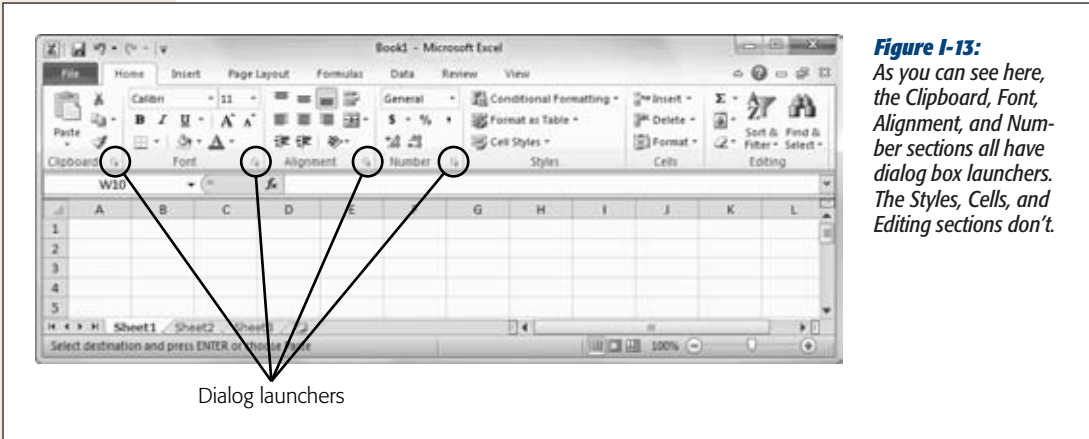 Book1 - Microsoft Excel
File Home Insert Page Layout Formulas Data Review View
Calibri 11 General Conditional Formatting Insert Σ
Paste B I U A A $ % , Format as Table Delete Sort & Filter Find & Select
A Cell Styles Format
Clipboard Font Alignment Number Styles Cells Editing
W10 fx
A B C D E F G H I J K L
1
2
3
4
5
Sheet1 Sheet2 Sheet3
Select destination and press ENTER or choose Paste 100%
Dialog launchers
Figure I-13:
As you can see here,
the Clipboard, Font,
Alignment, and Num-
ber sections all have
dialog box launchers.
The Styles, Cells, and
Editing sections don't.